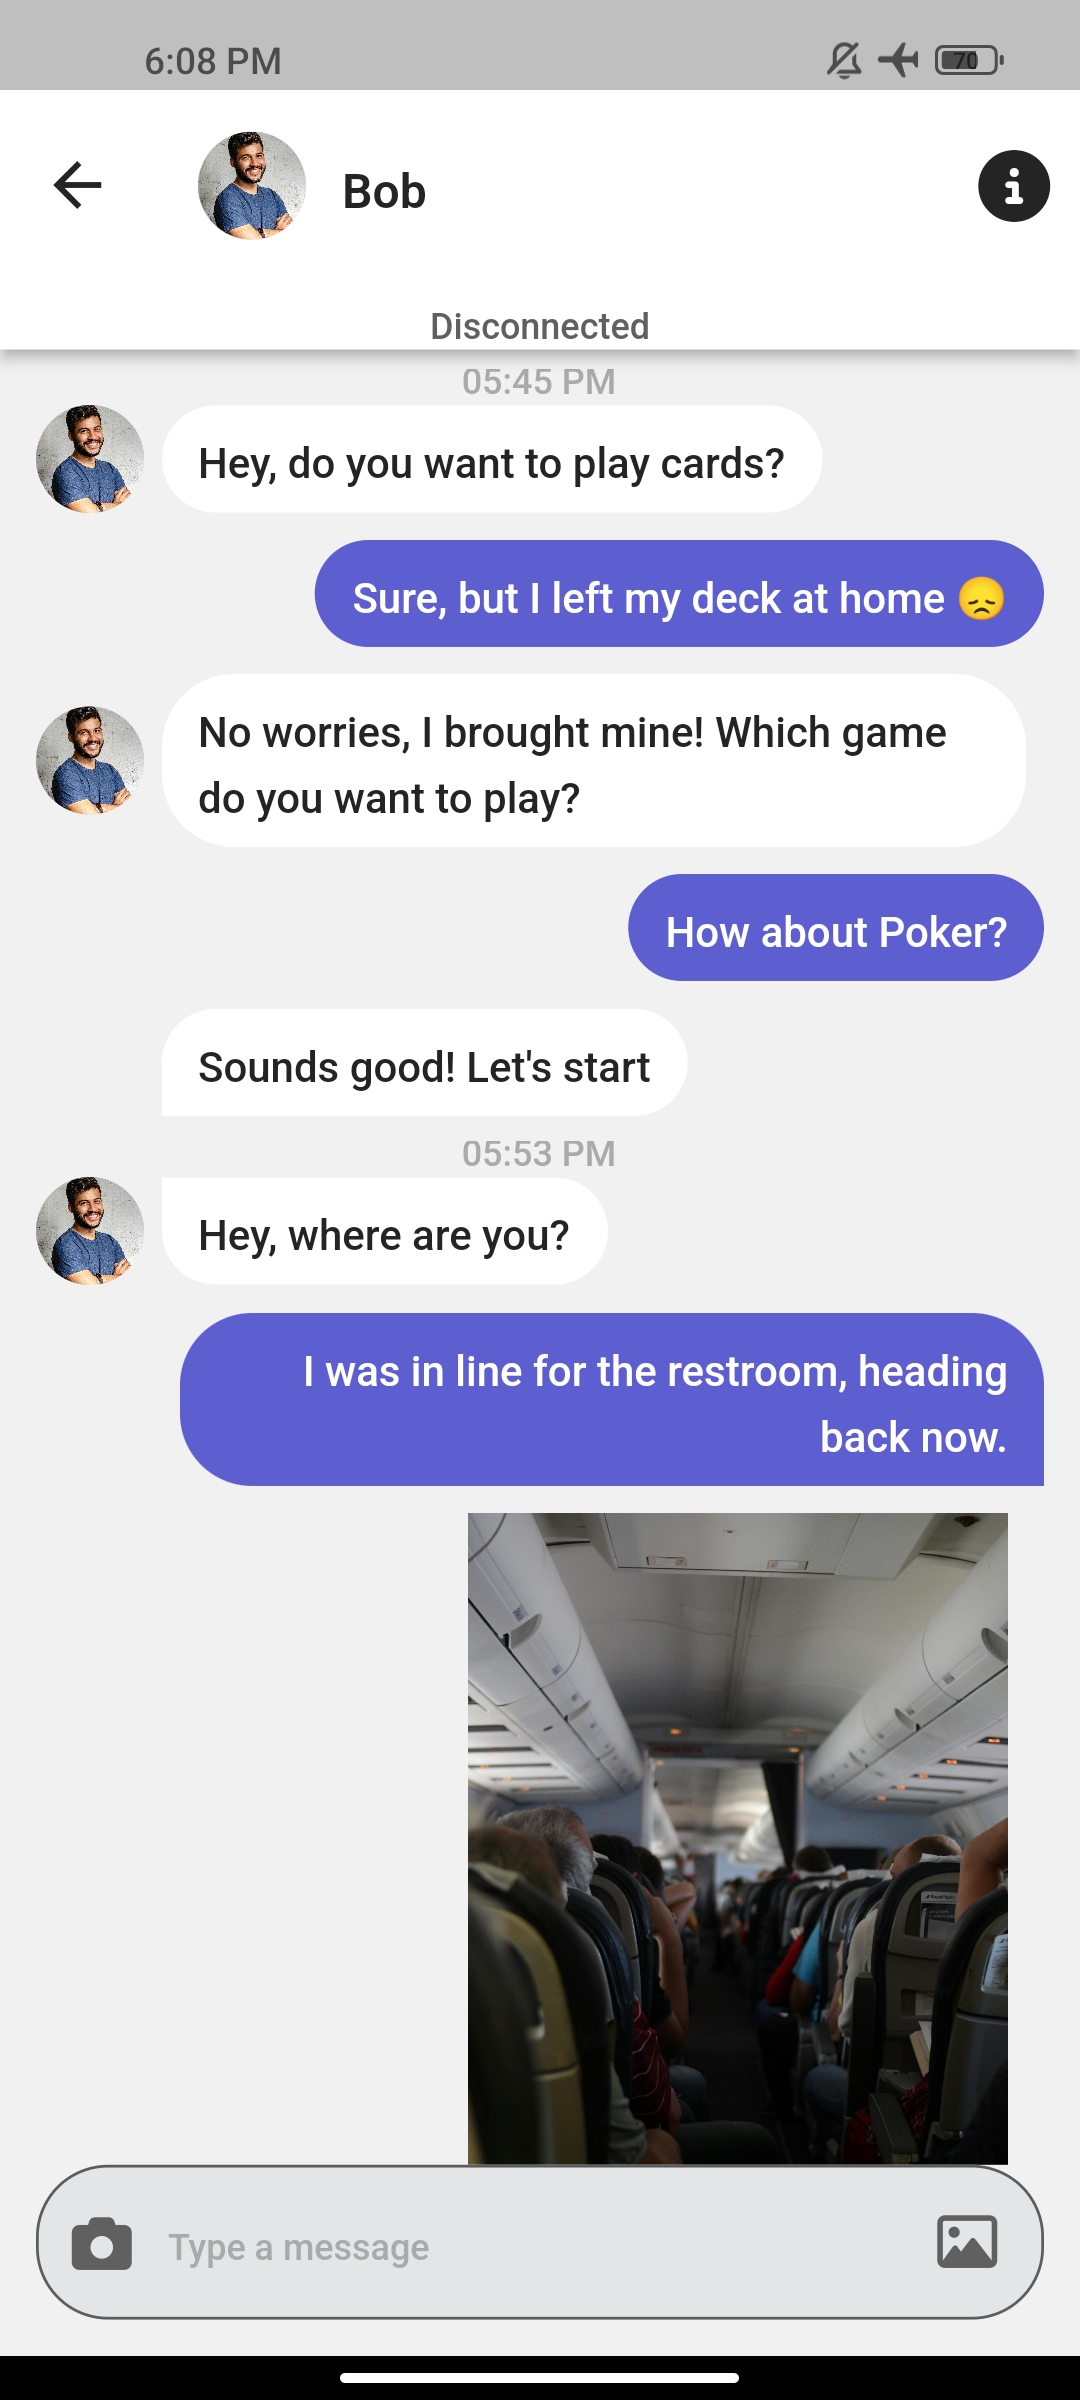 6:08 PM
70
Bob
Disconnected
05:45 PM
Hey, do you want to play cards?
Sure, but I left my deck at home 😞
No worries, I brought mine! Which game
do you want to play?
How about Poker?
Sounds good! Let's start
05:53 PM
Hey, where are you?
I was in line for the restroom, heading
back now.
Type a message